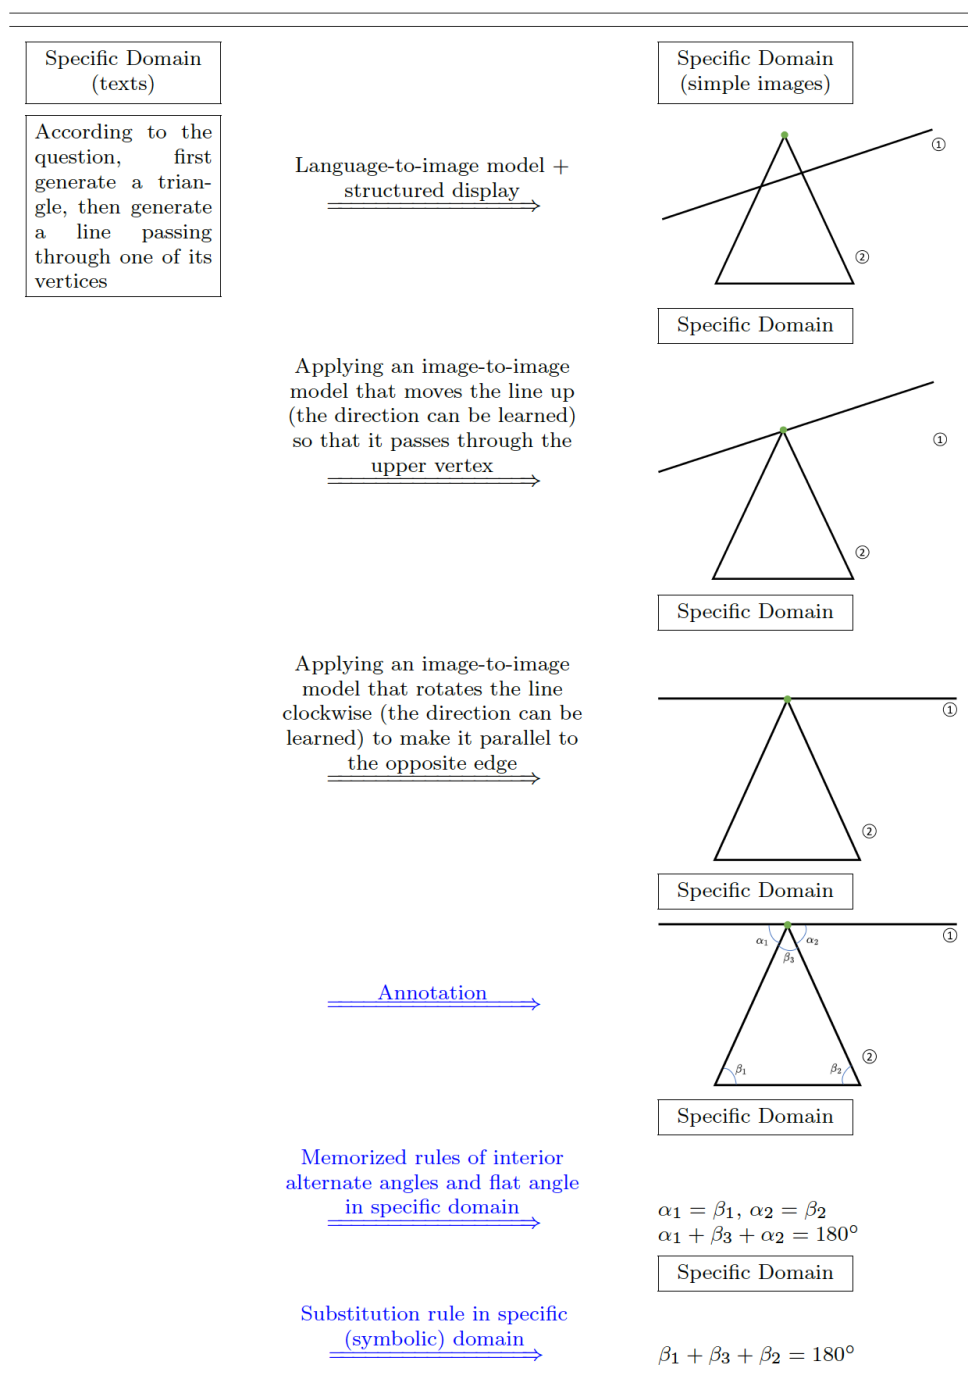 Specific Domain
(texts)
Specific Domain
(simple images)
According to the
question, first
generate a trian-
gle, then generate
a line passing
through one of its
vertices
Language-to-image model +
structured display
①
②
Specific Domain
Applying an image-to-image
model that moves the line up
(the direction can be learned)
so that it passes through the
upper vertex
①
②
Specific Domain
Applying an image-to-image
model that rotates the line
clockwise (the direction can be
learned) to make it parallel to
the opposite edge
①
②
Specific Domain
Annotation
①
α₁ α₂
β₃
②
β₁ β₂
Specific Domain
Memorized rules of interior
alternate angles and flat angle
in specific domain
α₁ = β₁, α₂ = β₂
α₁ + β₃ + α₂ = 180°
Specific Domain
Substitution rule in specific
(symbolic) domain
β₁ + β₃ + β₂ = 180°